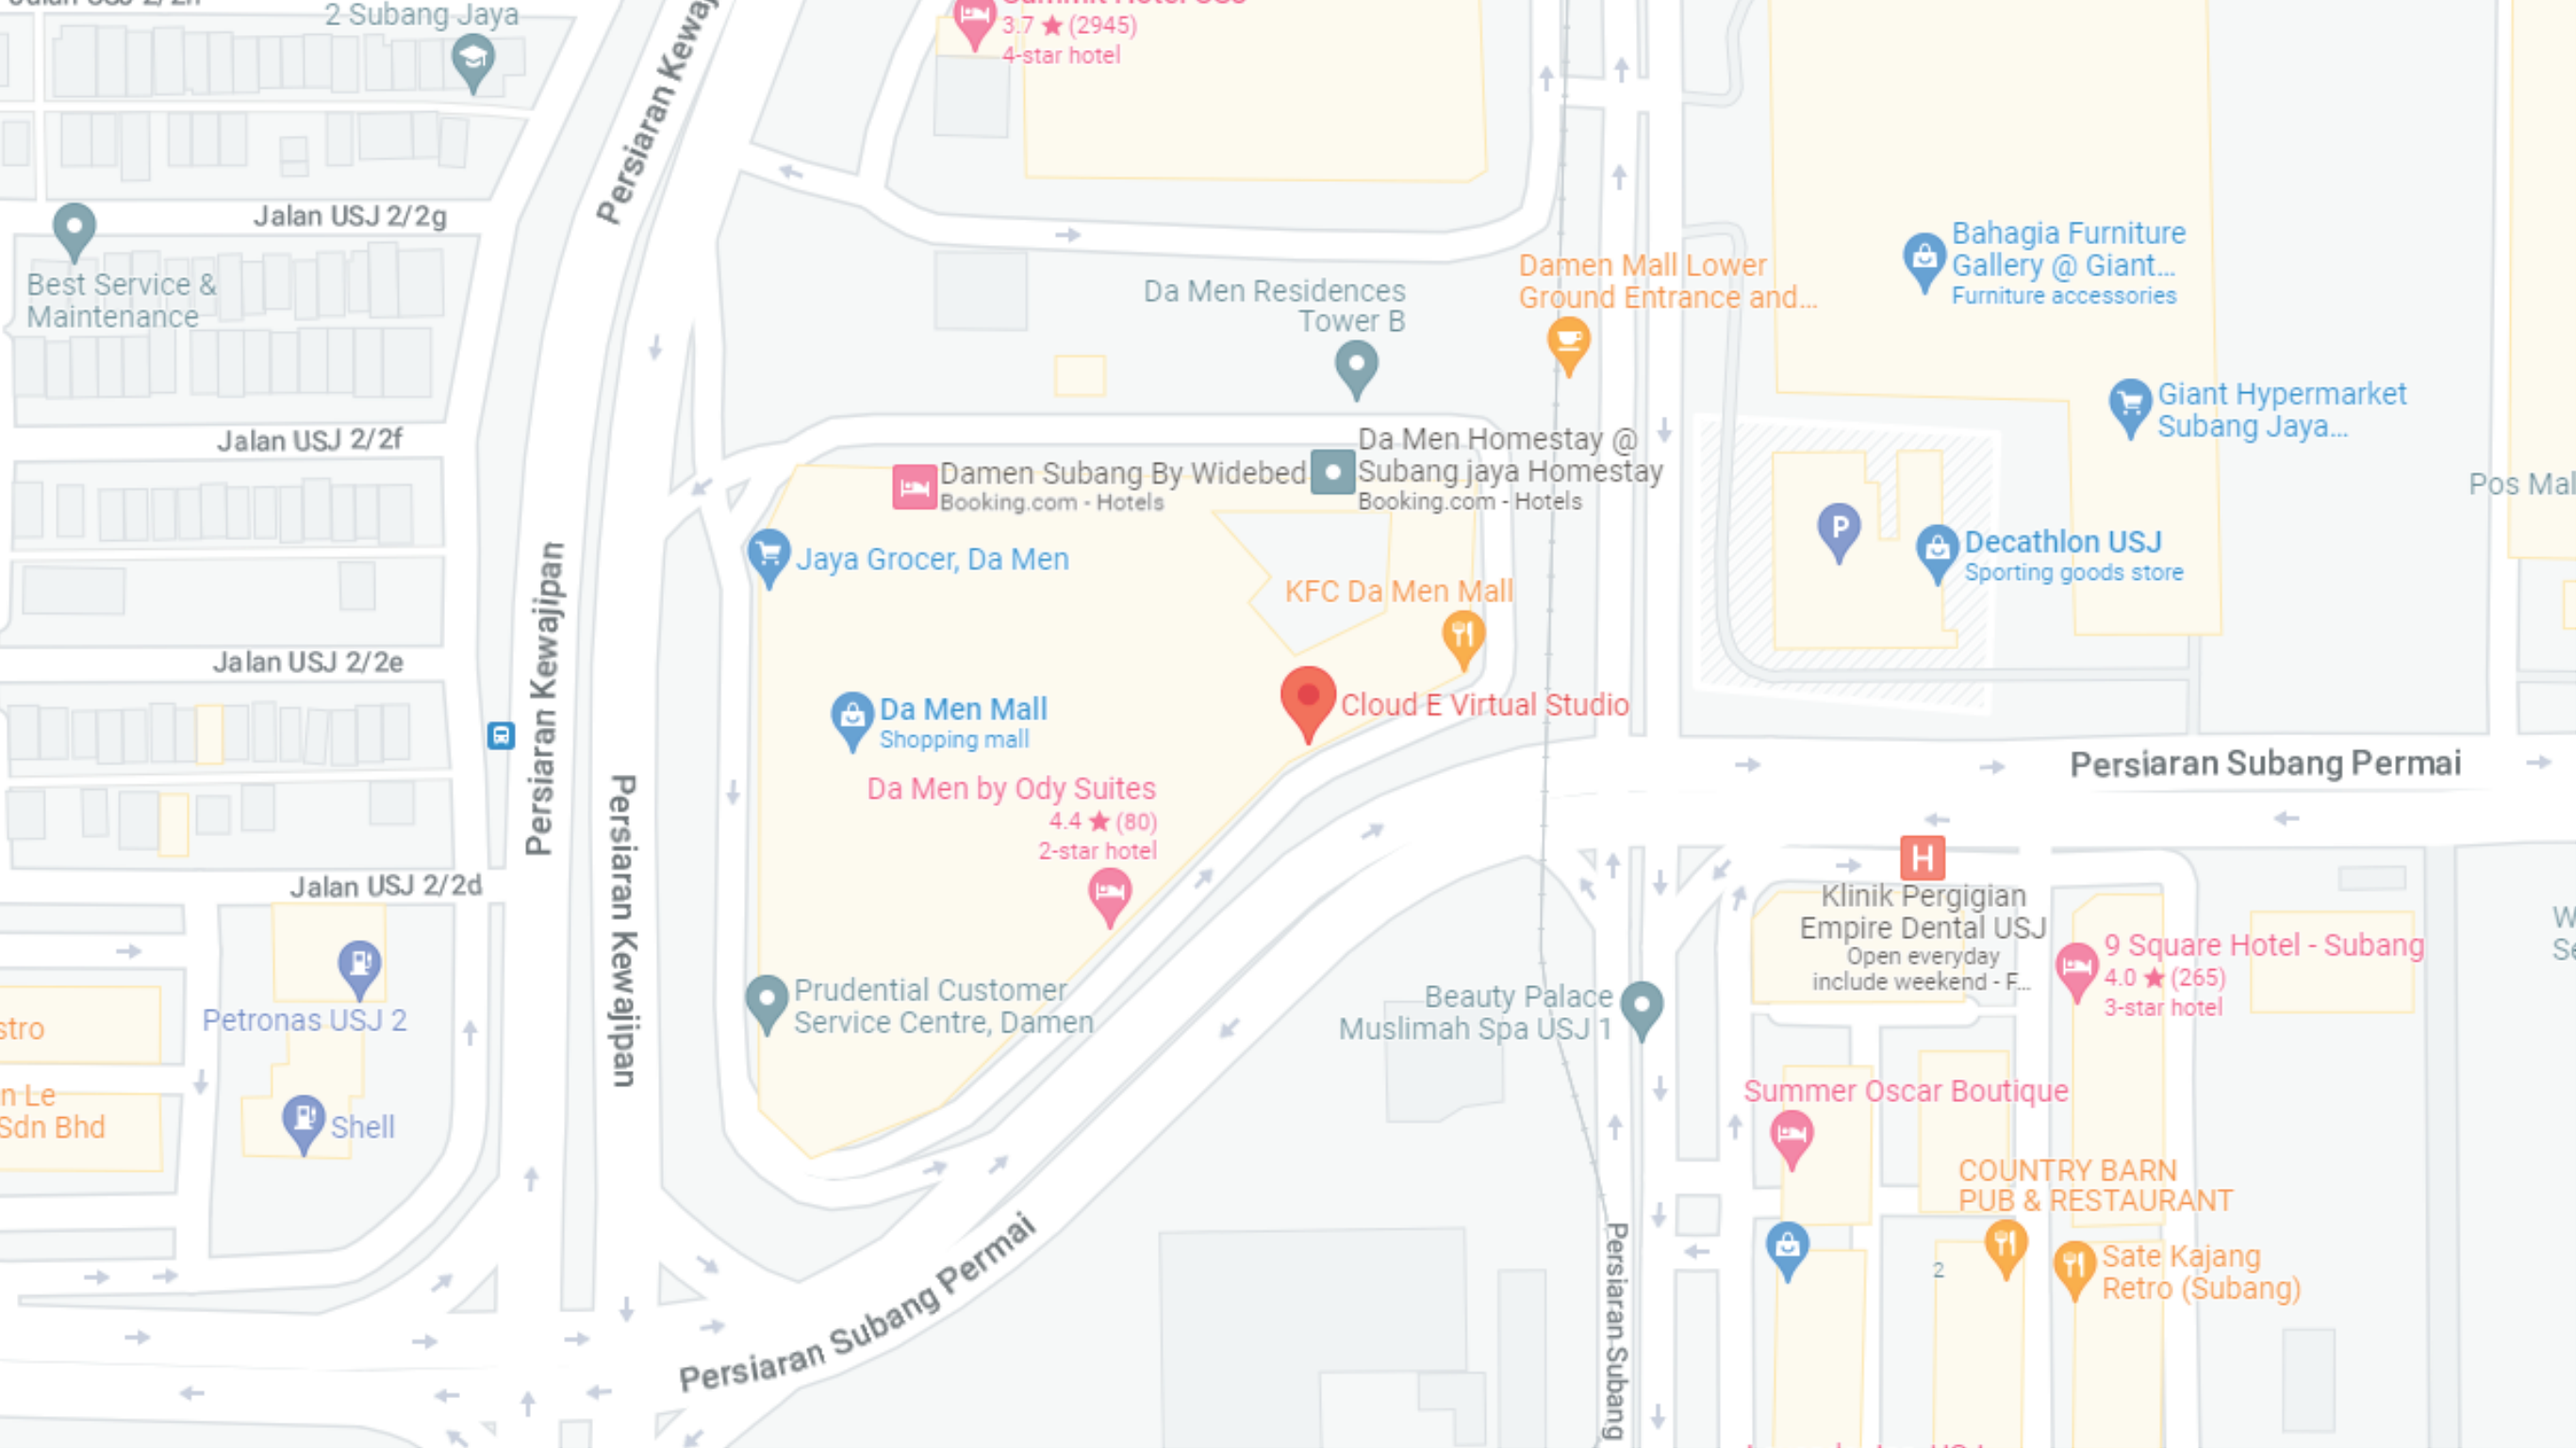 2 Subang Jaya
3.7 ★ (2945)
4-star hotel
Persiaran Kewaj
Jalan USJ 2/2g
Best Service &
Maintenance
Bahagia Furniture
Gallery @ Giant...
Furniture accessories
Damen Mall Lower
Ground Entrance and...
Da Men Residences
Tower B
Giant Hypermarket
Subang Jaya...
Jalan USJ 2/2f
Da Men Homestay @
Subang jaya Homestay
Booking.com - Hotels
Damen Subang By Widebed
Booking.com - Hotels
Pos Mal
P
Decathlon USJ
Sporting goods store
Jaya Grocer, Da Men
KFC Da Men Mall
Jalan USJ 2/2e
Persiaran Kewajipan
Da Men Mall
Shopping mall
Cloud E Virtual Studio
Persiaran Subang Permai
Da Men by Ody Suites
4.4 ★ (80)
2-star hotel
Persiaran Kewajipan
Jalan USJ 2/2d
H
Klinik Pergigian
Empire Dental USJ
Open everyday
include weekend - F...
9 Square Hotel - Subang
4.0 ★ (265)
3-star hotel
W
Se
Prudential Customer
Service Centre, Damen
Beauty Palace
Muslimah Spa USJ 1
Petronas USJ 2
stro
n Le
Sdn Bhd
Shell
Summer Oscar Boutique
COUNTRY BARN
PUB & RESTAURANT
Sate Kajang
Retro (Subang)
2
Persiaran Subang Permai
Persiaran Subang